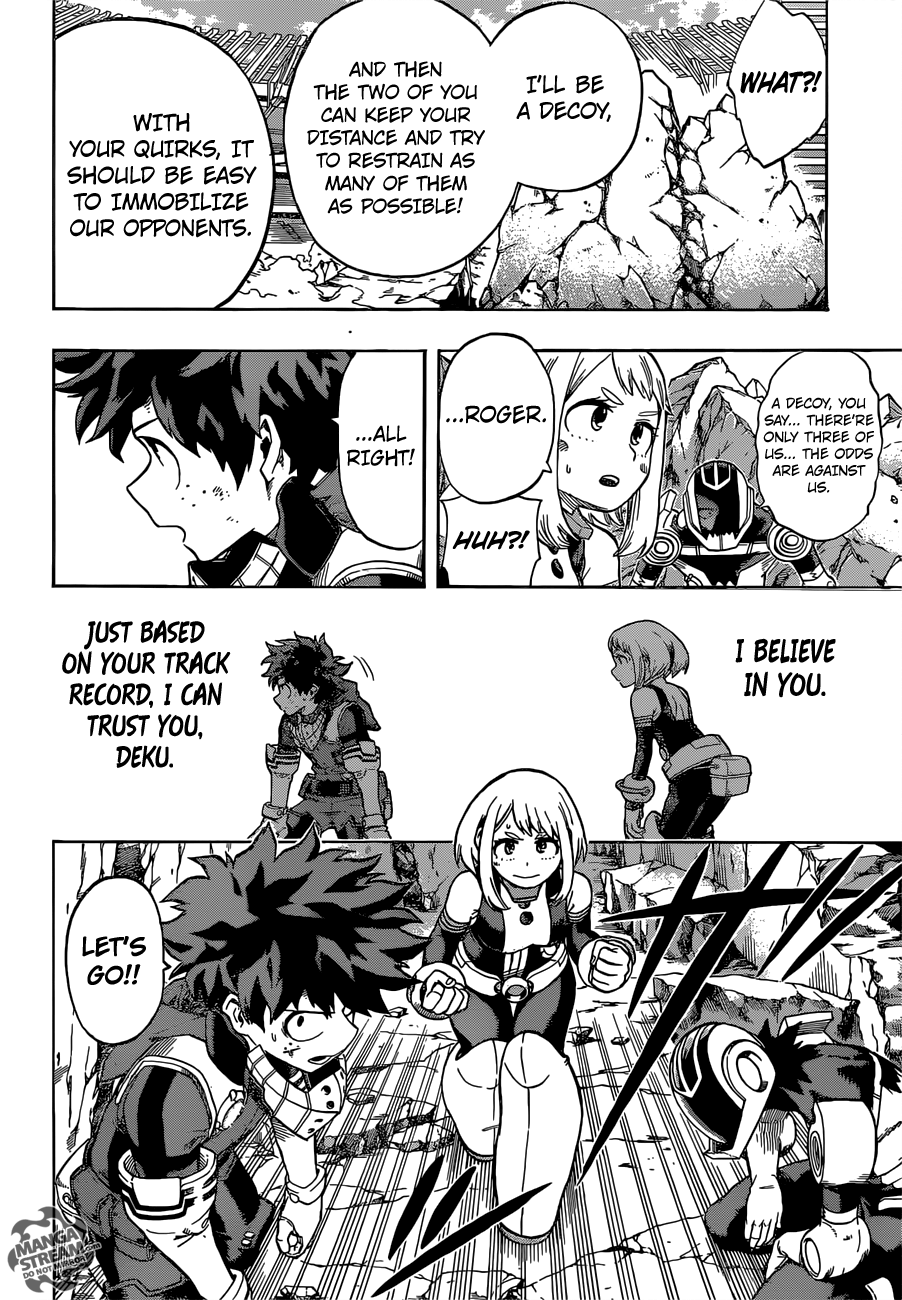 WHAT?!
I'LL BE
A DECOY,
AND THEN
THE TWO OF YOU
CAN KEEP YOUR
DISTANCE AND TRY
TO RESTRAIN AS
MANY OF THEM
AS POSSIBLE!
WITH
YOUR QUIRKS, IT
SHOULD BE EASY
TO IMMOBILIZE
OUR OPPONENTS.
A DECOY, YOU
SAY... THERE'RE
ONLY THREE OF
US... THE ODDS
ARE AGAINST
US.
...ROGER.
HUH?!
...ALL
RIGHT!
I BELIEVE
IN YOU.
JUST BASED
ON YOUR TRACK
RECORD, I CAN
TRUST YOU,
DEKU.
LET'S
GO!!
MANGA
STREAM